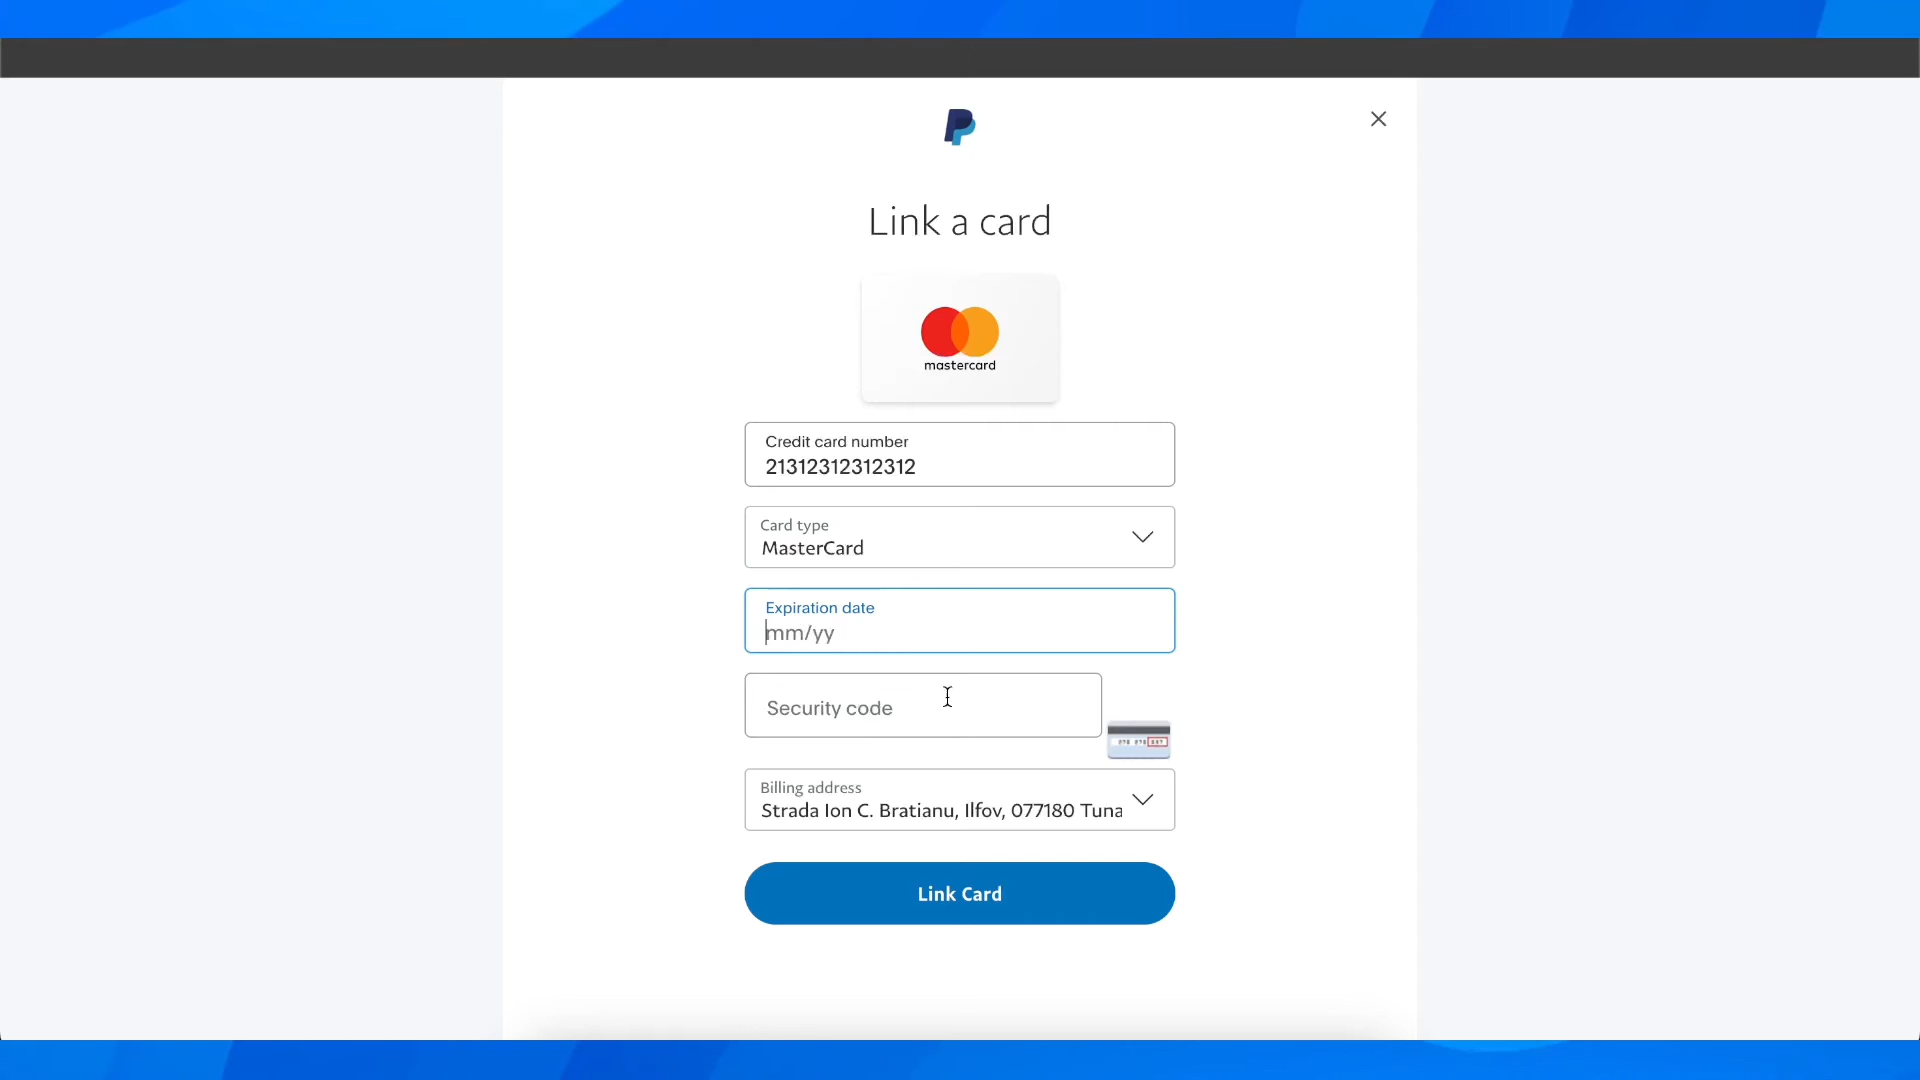 Link a card
mastercard
Credit card number
21312312312312
Card type
MasterCard
Expiration date
mm/yy
Security code
Billing address
Strada Ion C. Bratianu, Ilfov, 077180 Tuna
Link Card